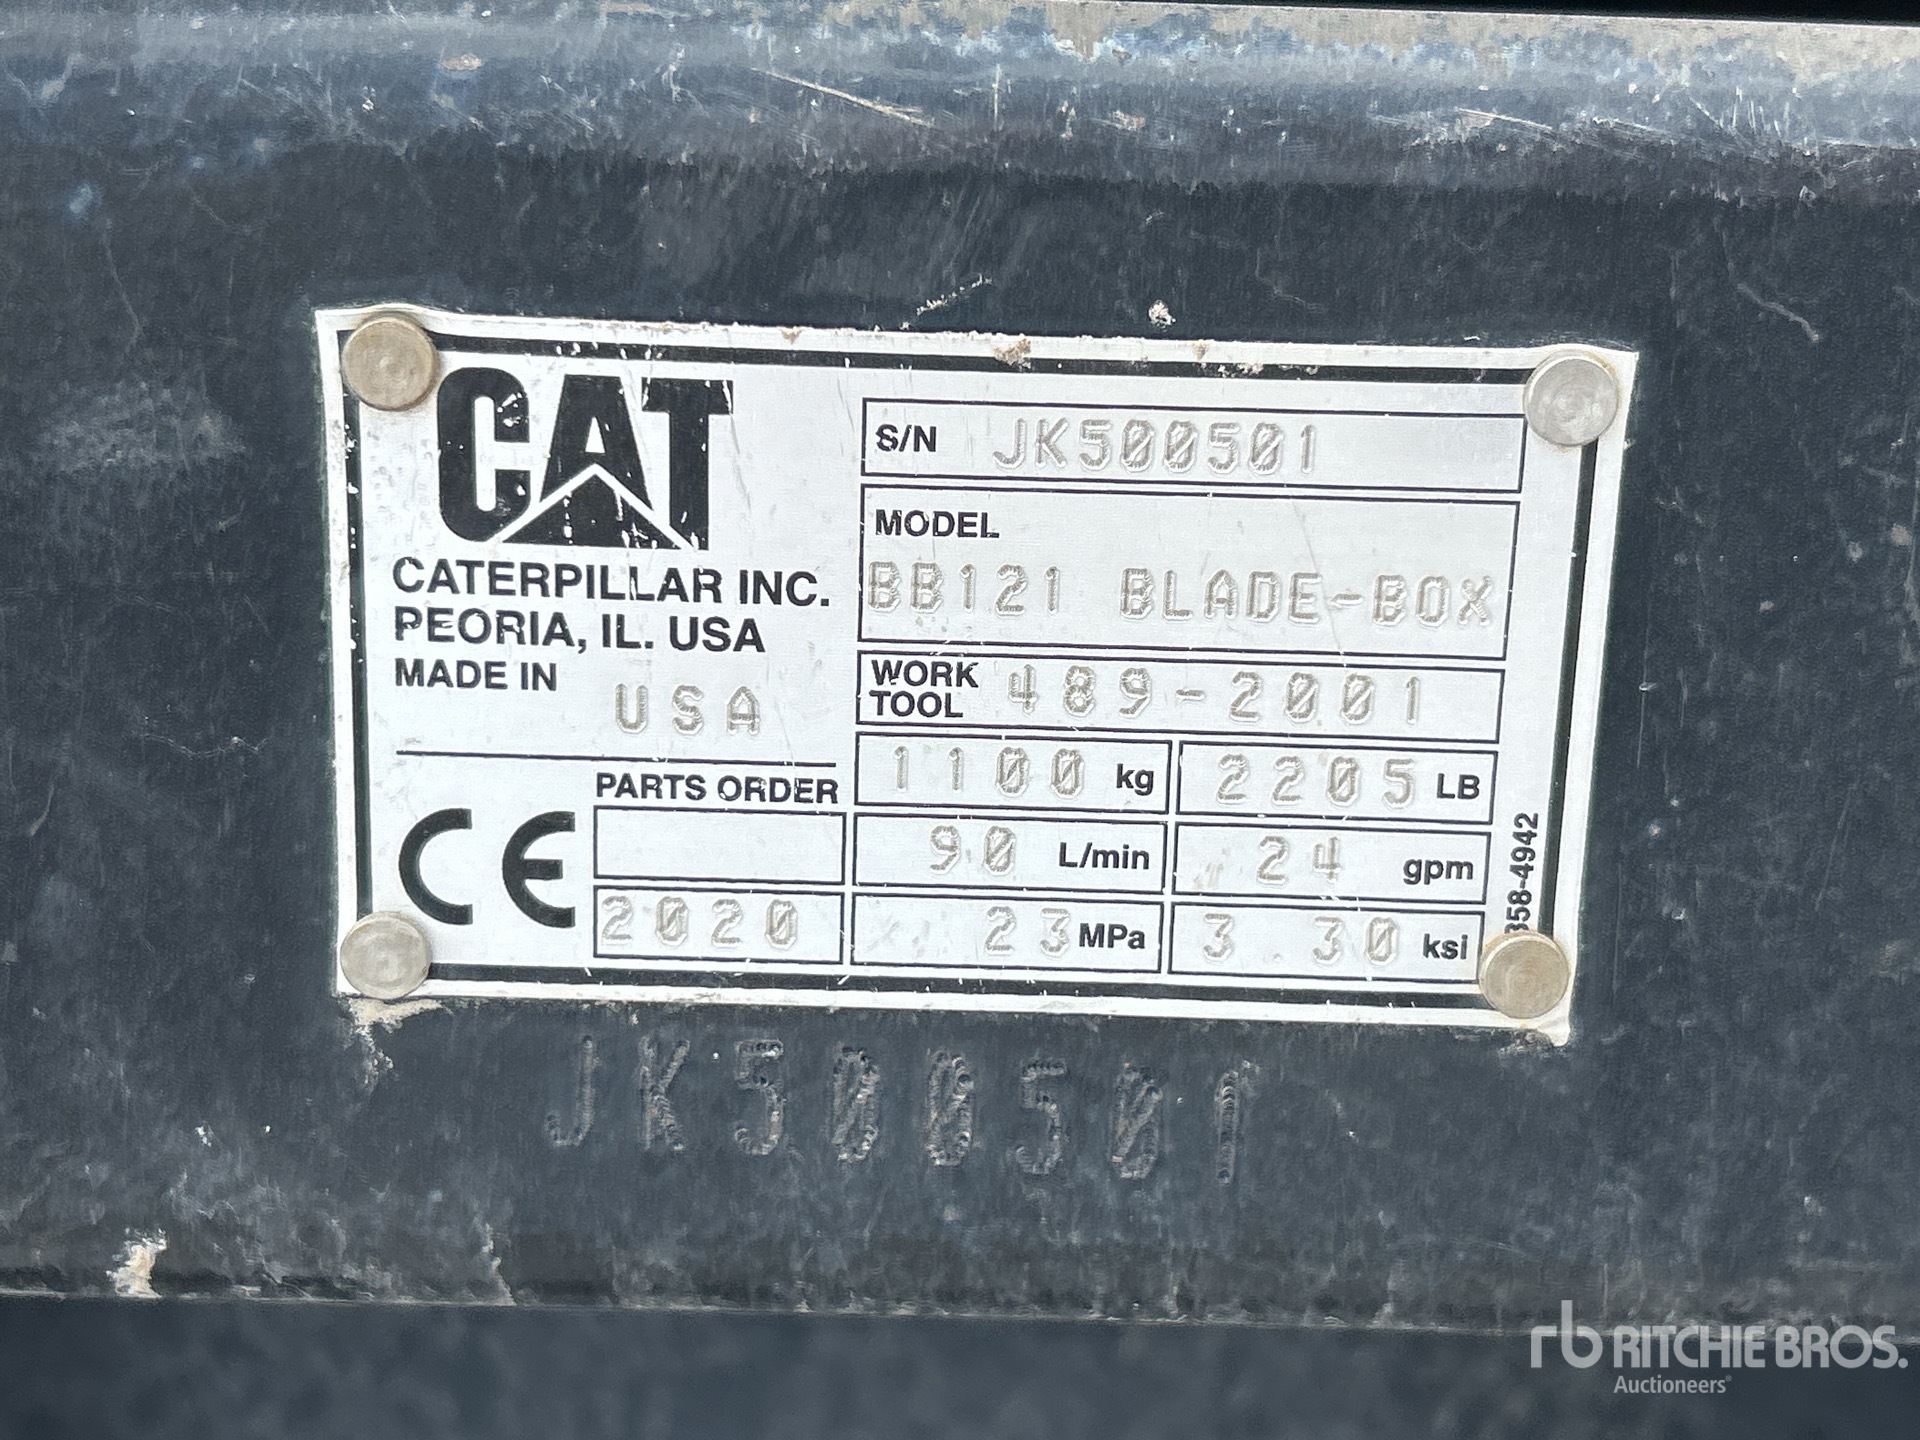 CAT
CATERPILLAR INC.
PEORIA, IL. USA
MADE IN USA
S/N JK500501
MODEL
BB121 BLADE-BOX
WORK TOOL 489-2001
1100 kg 2205 LB
PARTS ORDER
90 L/min 24 gpm
CE
2020 23 MPa 3.30 ksi
358-4942
JK500501
rb RITCHIE BROS.
Auctioneers